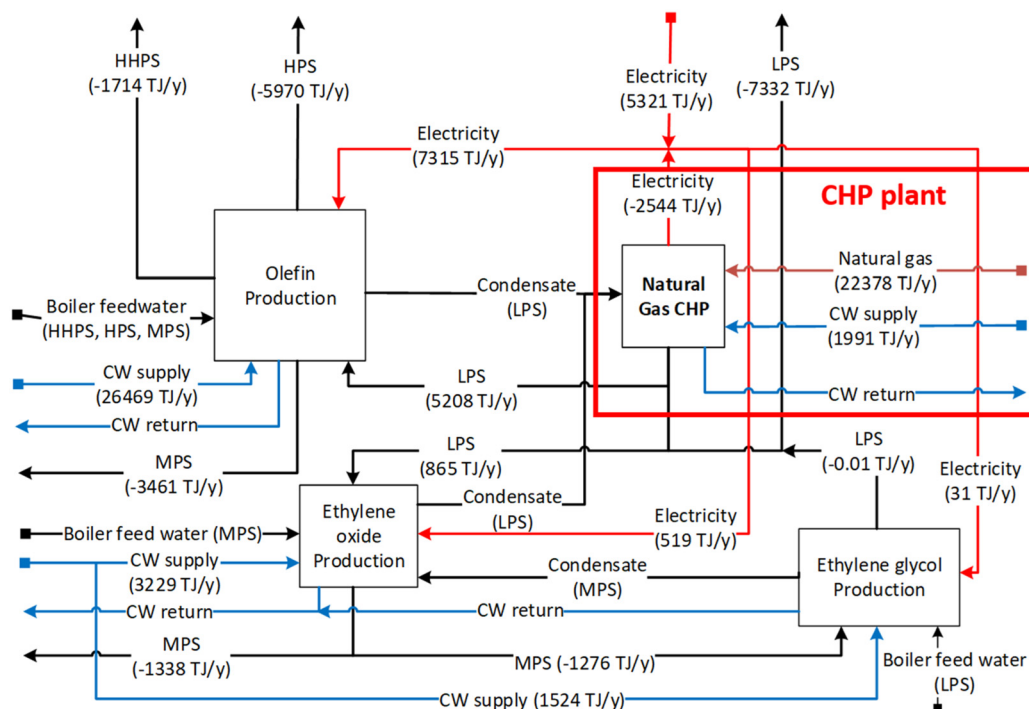 HHPS
(-1714 TJ/y)
HPS
(-5970 TJ/y)
Electricity
(5321 TJ/y)
LPS
(-7332 TJ/y)
Electricity
(7315 TJ/y)
Electricity
(-2544 TJ/y)
CHP plant
Olefin
Production
Natural
Gas CHP
Natural gas
(22378 TJ/y)
Condensate
(LPS)
Boiler feedwater
(HHPS, HPS, MPS)
CW supply
(1991 TJ/y)
CW supply
(26469 TJ/y)
LPS
(5208 TJ/y)
CW return
CW return
MPS
(-3461 TJ/y)
LPS
(865 TJ/y)
LPS
(-0.01 TJ/y)
Electricity
(31 TJ/y)
Condensate
(LPS)
Ethylene
oxide
Production
Electricity
(519 TJ/y)
Boiler feed water (MPS)
CW supply
(3229 TJ/y)
Condensate
(MPS)
Ethylene glycol
Production
CW return
CW return
MPS
(-1338 TJ/y)
MPS (-1276 TJ/y)
Boiler feed water
(LPS)
CW supply (1524 TJ/y)